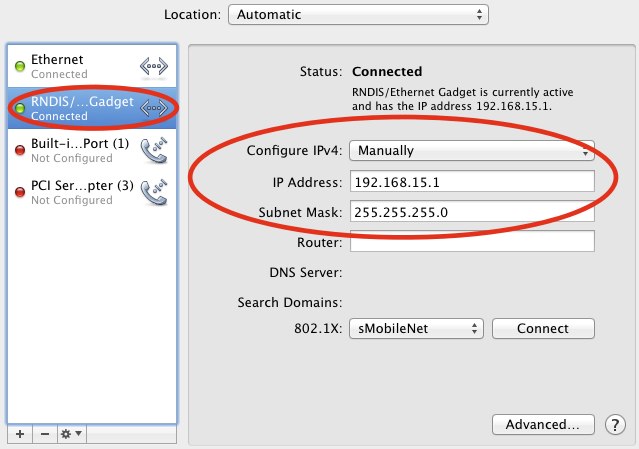 Location: Automatic
Ethernet
Connected
RNDIS/...Gadget
Connected
Built-i...Port (1)
Not Configured
PCI Ser...pter (3)
Not Configured
Status: Connected
RNDIS/Ethernet Gadget is currently active
and has the IP address 192.168.15.1.
Configure IPv4: Manually
IP Address: 192.168.15.1
Subnet Mask: 255.255.255.0
Router:
DNS Server:
Search Domains:
802.1X: sMobileNet Connect
Advanced... ?